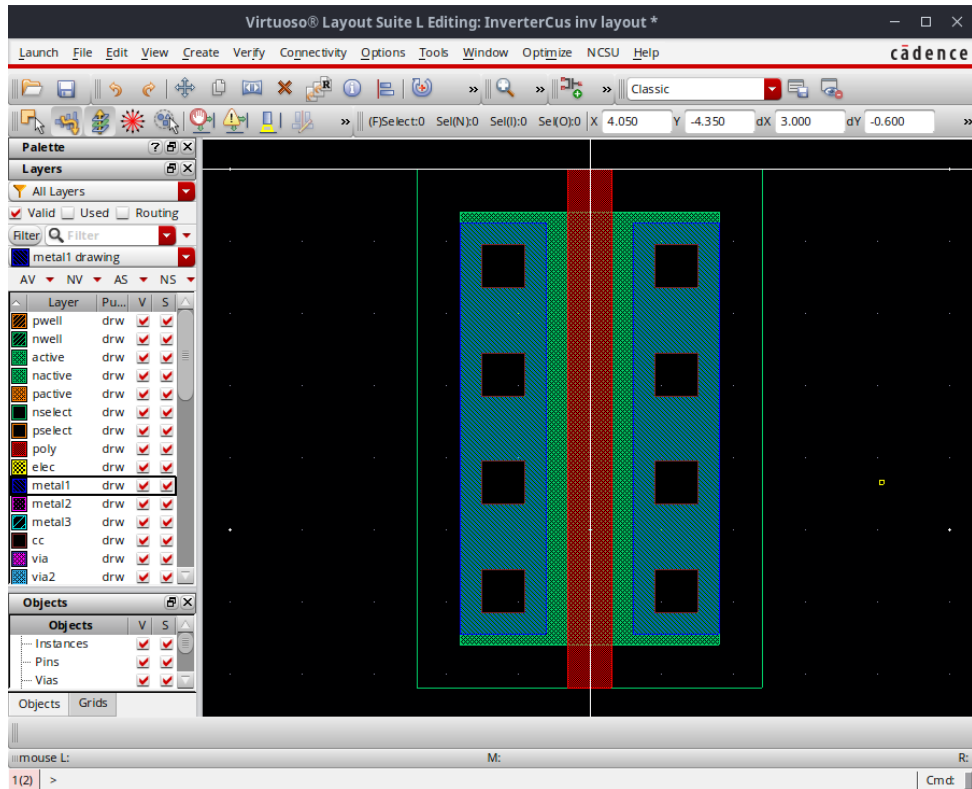 Virtuoso® Layout Suite L Editing: InverterCus inv layout *
Launch File Edit View Create Verify Connectivity Options Tools Window Optimize NCSU Help cādence
R » » » Classic
» (F)Select:0 Sel(N):0 Sel(I):0 Sel(O):0 X 4.050 Y -4.350 dX 3.000 dY -0.600 »
Palette
Layers
All Layers
Valid Used Routing
Filter Filter
metal1 drawing
AV NV AS NS
Layer Pu... V S
pwell drw
nwell drw
active drw
nactive drw
pactive drw
nselect drw
pselect drw
poly drw
elec drw
metal1 drw
metal2 drw
metal3 drw
cc drw
via drw
via2 drw
Objects
Objects V S
Instances
Pins
Vias
Objects Grids
mouse L: M: R:
1(2) > Cmd: